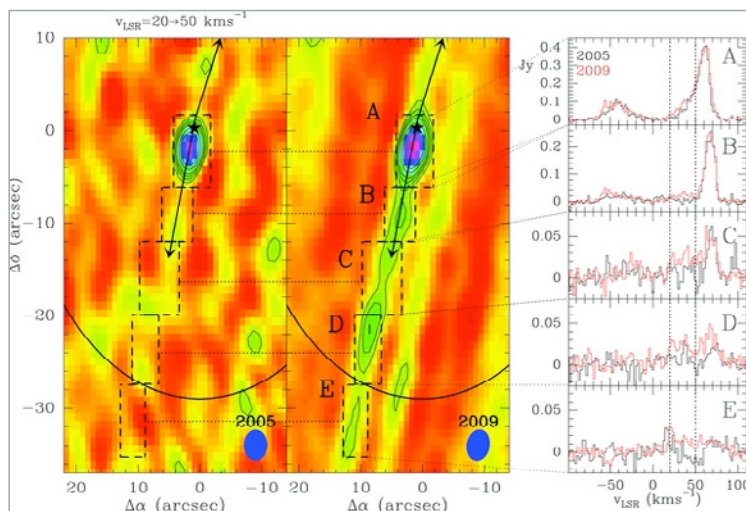 v_LSR=20→50 kms⁻¹
10
0
−10
−20
−30
Δδ (arcsec)
A
B
C
D
E
2005
2009
20 10 0 −10
20 10 0 −10
Δα (arcsec)
Δα (arcsec)
Jy
0.4
0.3
0.2
0.1
0
2005
2009
A
0.2
0.1
0
B
0.05
0
C
0.05
0
D
0.05
0
E
−100 −50 0 50 100
v_LSR (kms⁻¹)